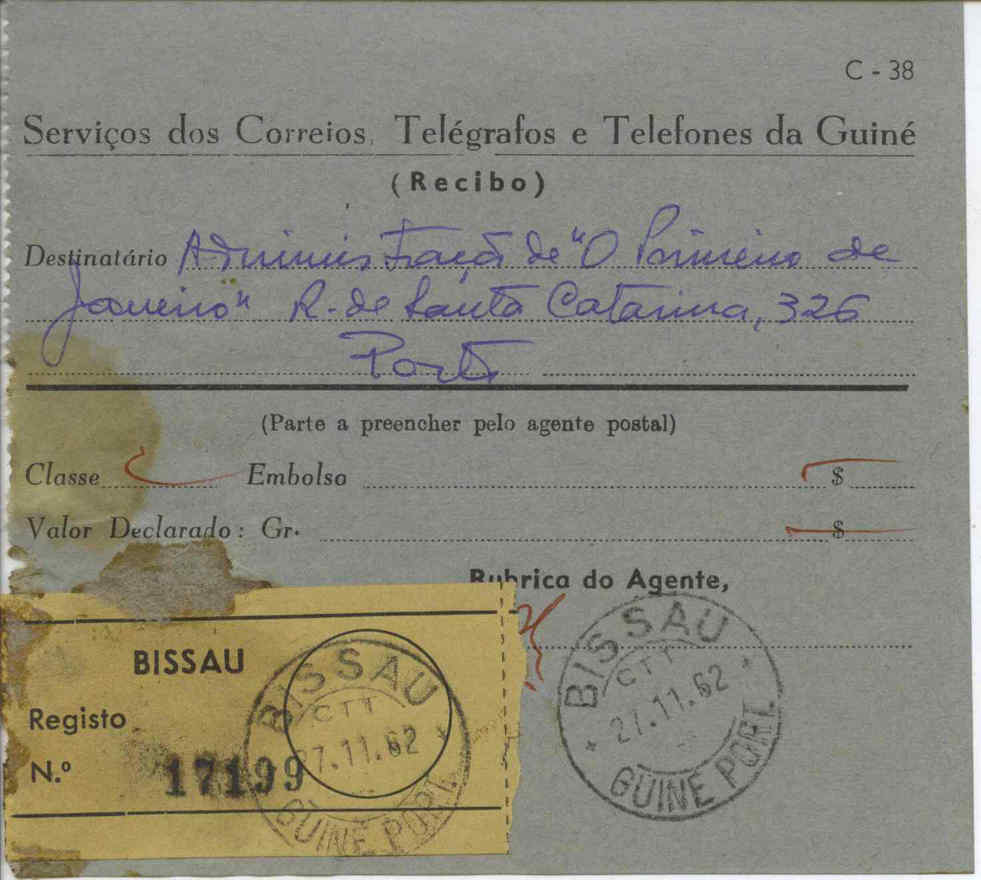 C - 38
Serviços dos Correios, Telégrafos e Telefones da Guiné
(Recibo)
Destinatário Administração de "O Primeiro de
Janeiro" R. de Santa Catarina, 326
Porto
(Parte a preencher pelo agente postal)
Classe Embolso $
Valor Declarado: Gr. $
Rubrica do Agente,
BISSAU
CTT
27.11.62
GUINÉ PORT.
BISSAU
Registo
N.º 17199
BISSAU
CTT
27.11.62
GUINÉ PORT.